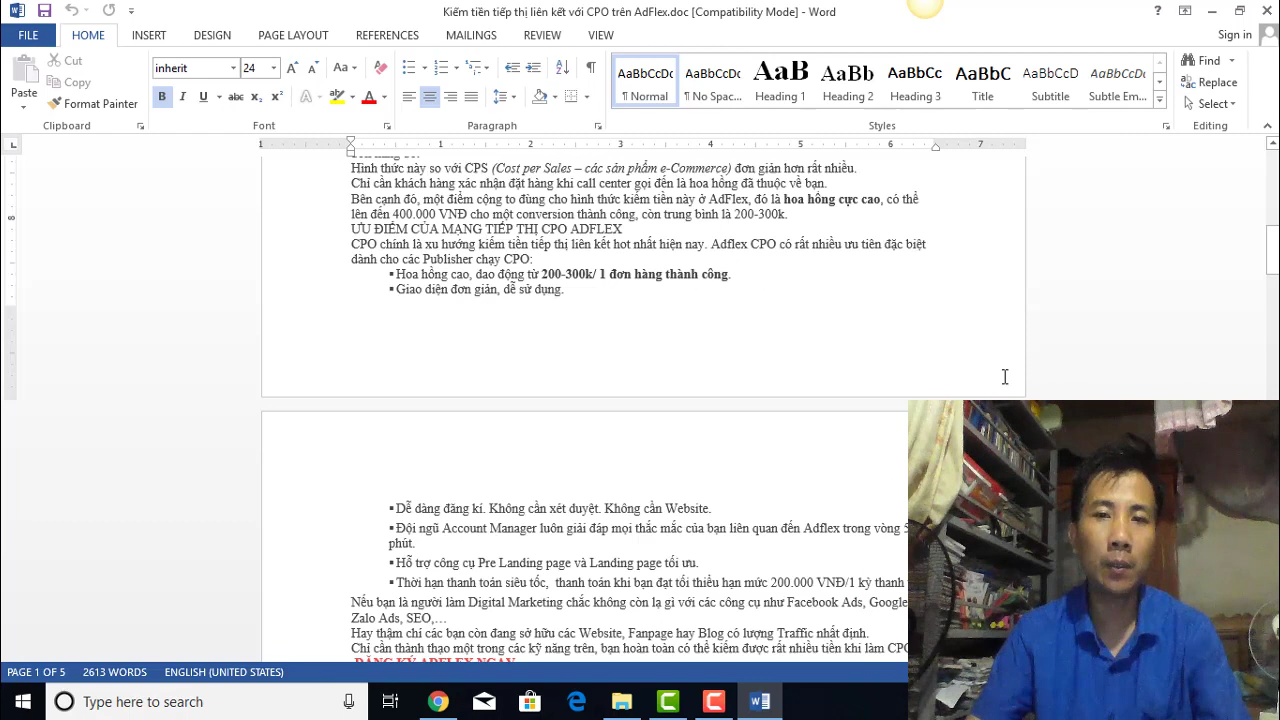 Kiếm tiền tiếp thị liên kết với CPO trên AdFlex.doc [Compatibility Mode] - Word
Sign in
FILE HOME INSERT DESIGN PAGE LAYOUT REFERENCES MAILINGS REVIEW VIEW
Paste
Cut
Copy
Format Painter
Clipboard
inherit 24
Font
Paragraph
AaBbCcDc AaBbCcDc AaB AaBb AaBbCc AaBbC AaBbCcD AaBbCcDt
¶ Normal ¶ No Spac... Heading 1 Heading 2 Heading 3 Title Subtitle Subtle Em...
Styles
Find
Replace
Select
Editing
1 1 2 3 4 5 6 7
Hình thức này so với CPS (Cost per Sales – các sản phẩm e-Commerce) đơn giản hơn rất nhiều.
Chỉ cần khách hàng xác nhận đặt hàng khi call center gọi đến là hoa hồng đã thuộc về bạn.
Bên cạnh đó, một điểm cộng to đùng cho hình thức kiếm tiền này ở AdFlex, đó là hoa hồng cực cao, có thể
lên đến 400.000 VNĐ cho một conversion thành công, còn trung bình là 200-300k.
ƯU ĐIỂM CỦA MẠNG TIẾP THỊ CPO ADFLEX
CPO chính là xu hướng kiếm tiền tiếp thị liên kết hot nhất hiện nay. Adflex CPO có rất nhiều ưu tiên đặc biệt
dành cho các Publisher chạy CPO:
▪ Hoa hồng cao, dao động từ 200-300k/ 1 đơn hàng thành công.
▪ Giao diện đơn giản, dễ sử dụng.
▪ Dễ dàng đăng kí. Không cần xét duyệt. Không cần Website.
▪ Đội ngũ Account Manager luôn giải đáp mọi thắc mắc của bạn liên quan đến Adflex trong vòng 5
phút.
▪ Hỗ trợ công cụ Pre Landing page và Landing page tối ưu.
▪ Thời hạn thanh toán siêu tốc, thanh toán khi bạn đạt tối thiểu hạn mức 200.000 VNĐ/1 kỳ thanh
Nếu bạn là người làm Digital Marketing chắc không còn lạ gì với các công cụ như Facebook Ads, Google
Zalo Ads, SEO,…
Hay thậm chí các bạn còn đang sở hữu các Website, Fanpage hay Blog có lượng Traffic nhất định.
Chỉ cần thành thạo một trong các kỹ năng trên, bạn hoàn toàn có thể kiếm được rất nhiều tiền khi làm CPO
ĐĂNG KÝ ADFLEX NGAY
PAGE 1 OF 5 2613 WORDS ENGLISH (UNITED STATES)
Type here to search